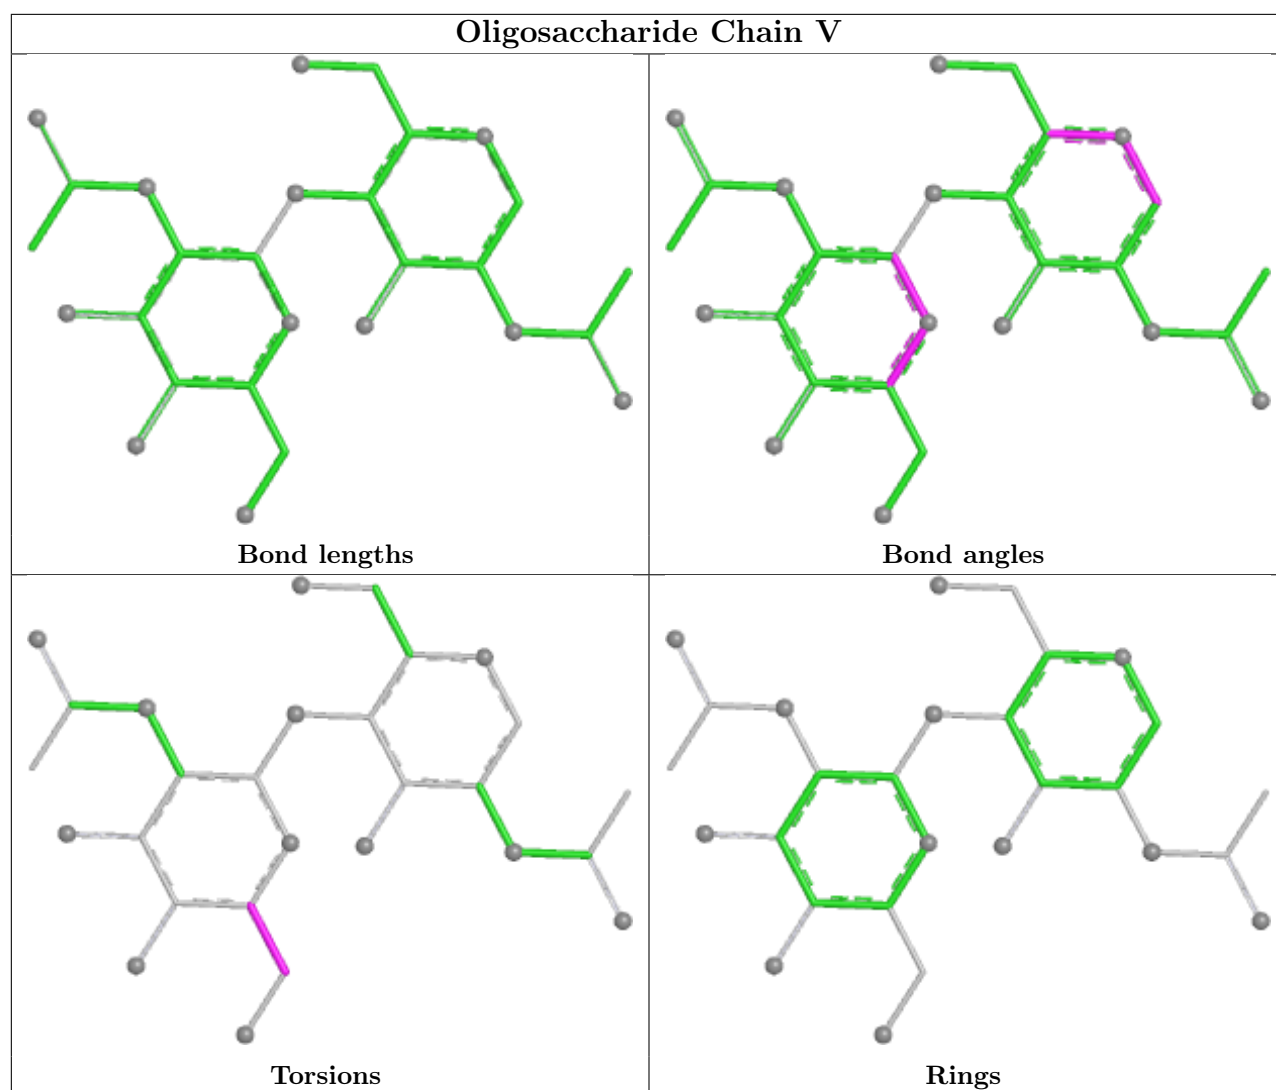 Oligosaccharide Chain V
Bond lengths
Bond angles
Torsions
Rings